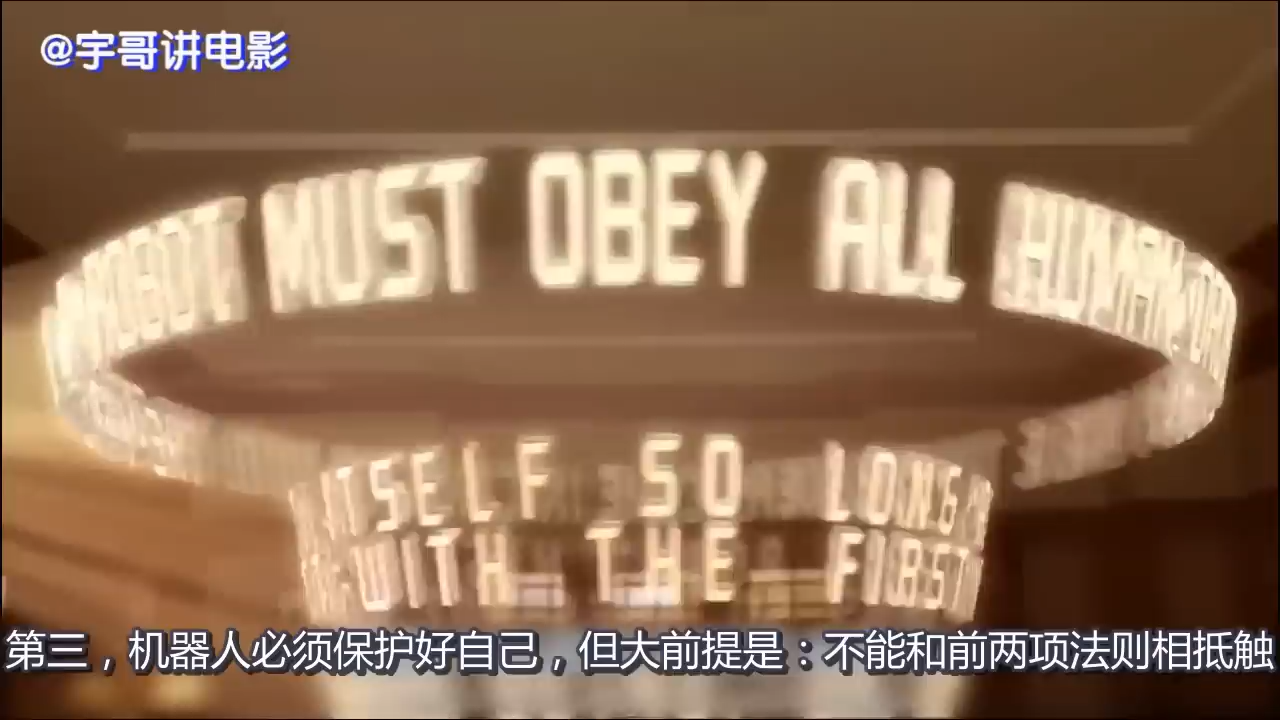 @宇哥讲电影
ROBOT MUST OBEY ALL HUMAN
ITSELF SO LONG
WITH THE FIRST
第三，机器人必须保护好自己，但大前提是：不能和前两项法则相抵触